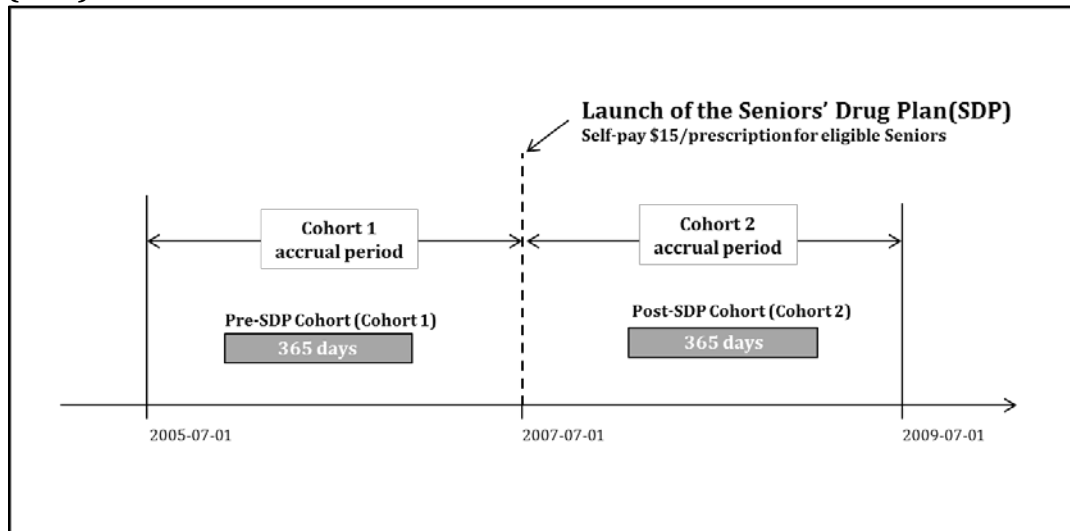 Launch of the Seniors' Drug Plan(SDP)
Self-pay $15/prescription for eligible Seniors
Cohort 1
accrual period
Cohort 2
accrual period
Pre-SDP Cohort (Cohort 1)
365 days
Post-SDP Cohort (Cohort 2)
365 days
2005-07-01
2007-07-01
2009-07-01